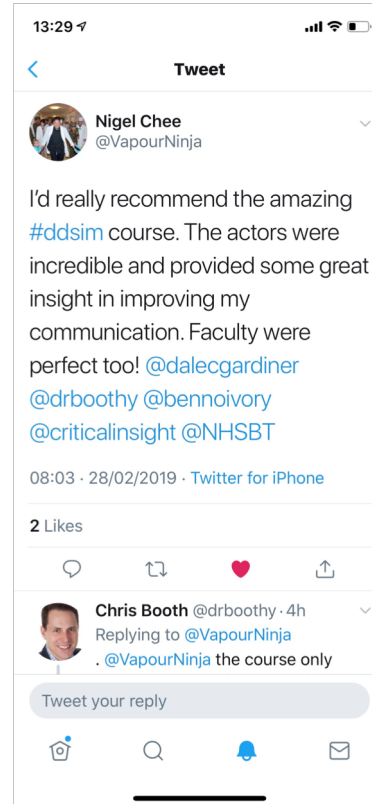 13:29
Tweet
Nigel Chee
@VapourNinja
I'd really recommend the amazing
#ddsim course. The actors were
incredible and provided some great
insight in improving my
communication. Faculty were
perfect too! @dalecgardiner
@drboothy @bennoivory
@criticalinsight @NHSBT
08:03 · 28/02/2019 · Twitter for iPhone
2 Likes
Chris Booth @drboothy · 4h
Replying to @VapourNinja
. @VapourNinja the course only
Tweet your reply